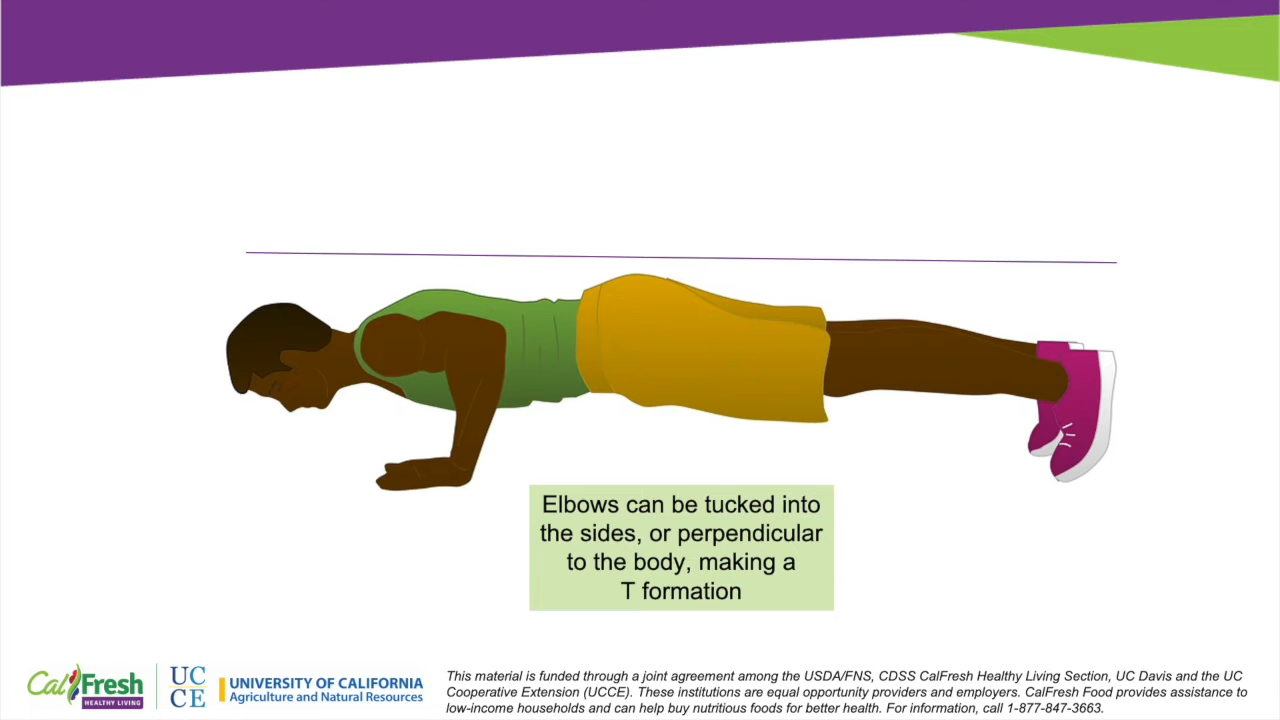 Elbows can be tucked into
the sides, or perpendicular
to the body, making a
T formation
CalFresh
HEALTHY LIVING
UC
CE
UNIVERSITY OF CALIFORNIA
Agriculture and Natural Resources
This material is funded through a joint agreement among the USDA/FNS, CDSS CalFresh Healthy Living Section, UC Davis and the UC
Cooperative Extension (UCCE). These institutions are equal opportunity providers and employers. CalFresh Food provides assistance to
low-income households and can help buy nutritious foods for better health. For information, call 1-877-847-3663.